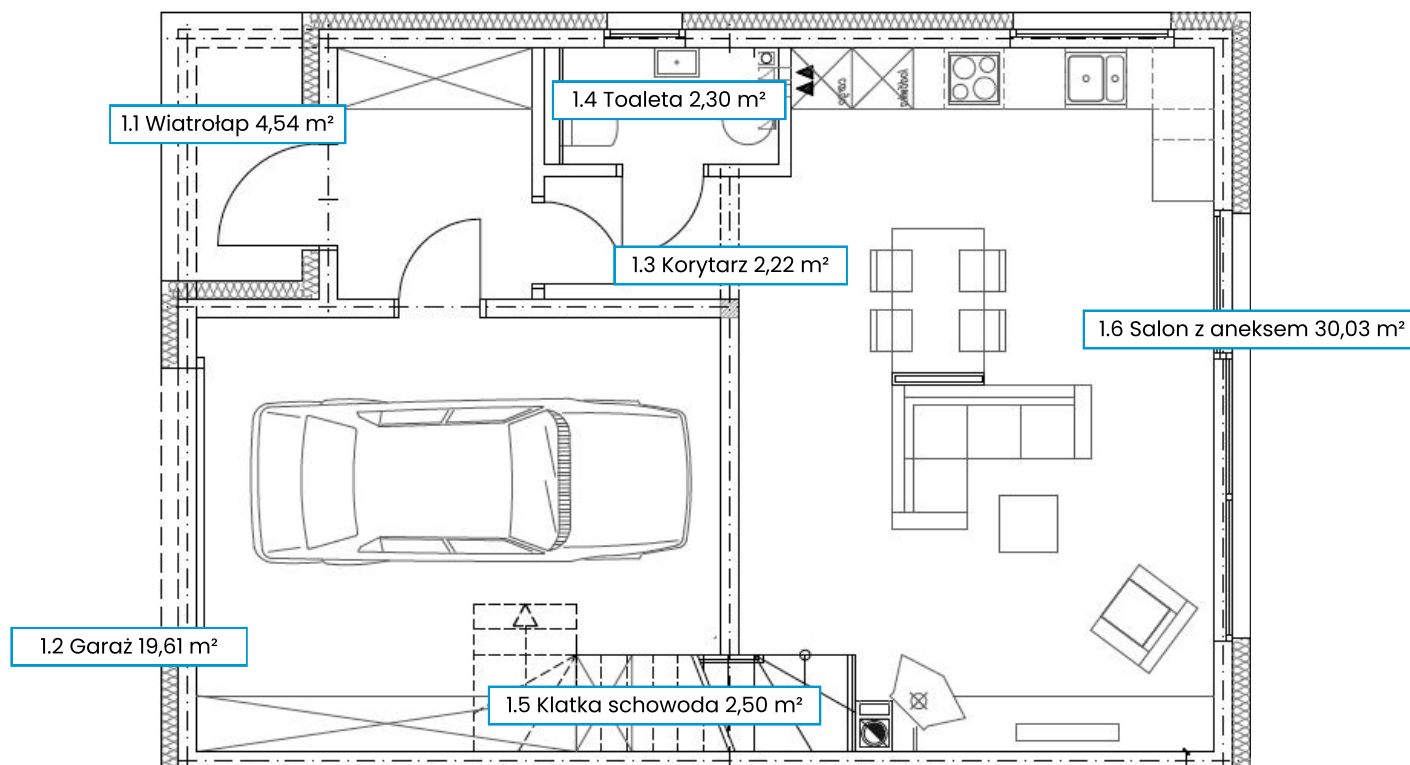 1.4 Toaleta 2,30 m²
1.1 Wiatrołap 4,54 m²
1.3 Korytarz 2,22 m²
1.6 Salon z aneksem 30,03 m²
1.2 Garaż 19,61 m²
1.5 Klatka schowoda 2,50 m²